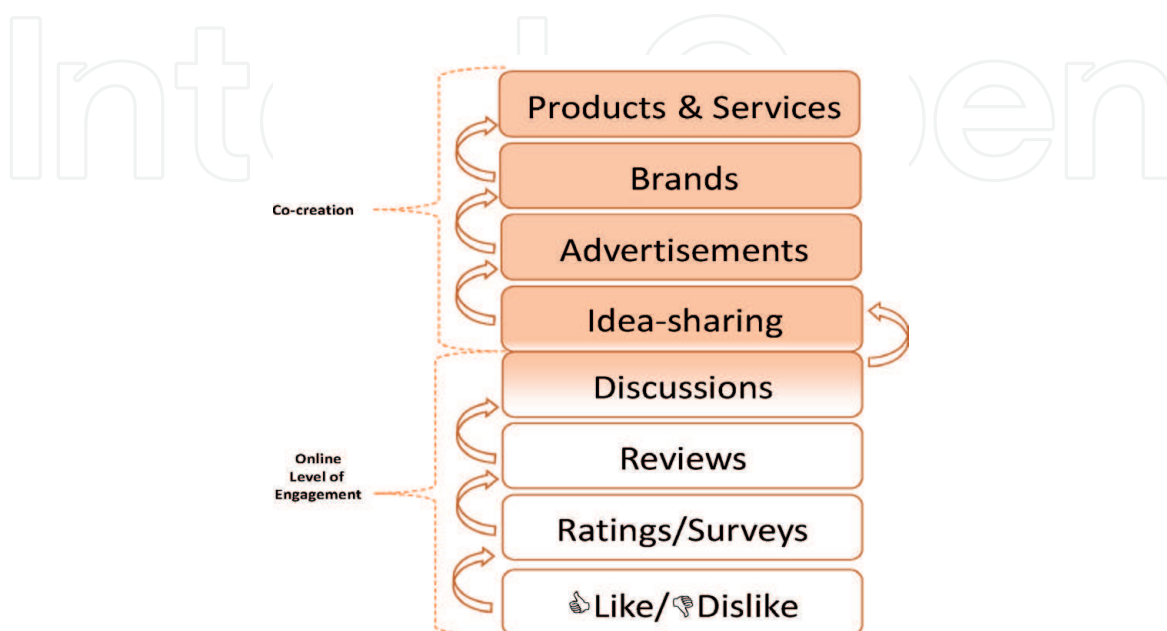 Products & Services
Brands
Co-creation
Advertisements
Idea-sharing
Discussions
Online
Level of
Engagement
Reviews
Ratings/Surveys
👍Like/👎Dislike